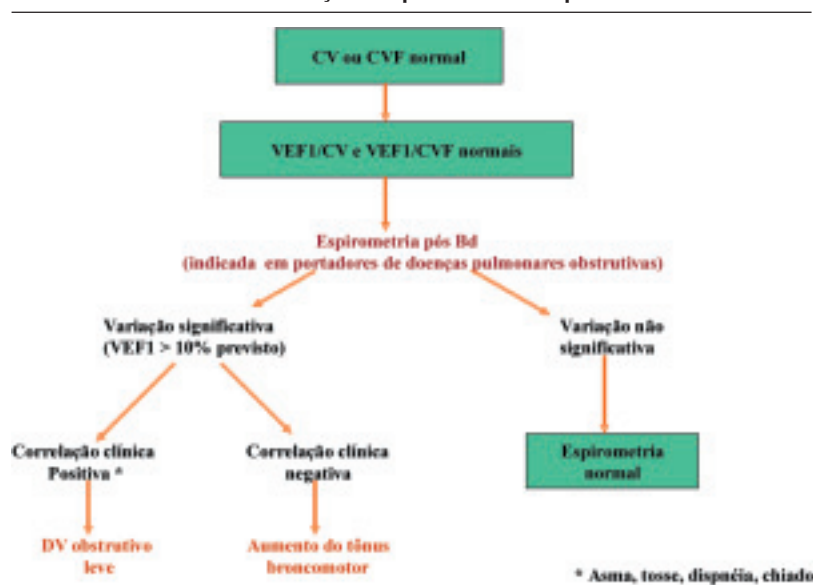 CV ou CVF normal
VEF1/CV e VEF1/CVF normais
Espirometria pós Bd
(indicada em portadores de doenças pulmonares obstrutivas)
Variação significativa
(VEF1 > 10% previsto)
Variação não
significativa
Correlação clínica
Positiva *
Correlação clínica
negativa
Espirometria
normal
DV obstrutivo
leve
Aumento do tônus
broncomotor
* Asma, tosse, dispnéia, chiado